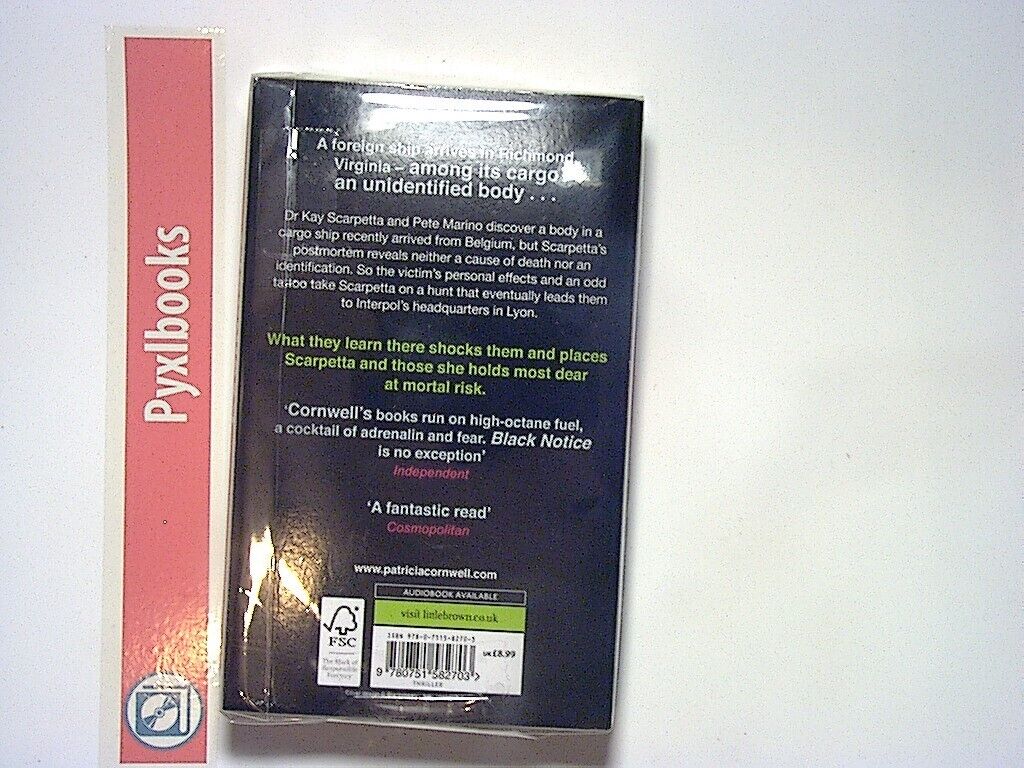 Pyxlbooks
A foreign ship arrives in Richmond,
Virginia – among its cargo
an unidentified body . . .
Dr Kay Scarpetta and Pete Marino discover a body in a
cargo ship recently arrived from Belgium, but Scarpetta's
postmortem reveals neither a cause of death nor an
identification. So the victim's personal effects and an odd
tattoo take Scarpetta on a hunt that eventually leads them
to Interpol's headquarters in Lyon.
What they learn there shocks them and places
Scarpetta and those she holds most dear
at mortal risk.
'Cornwell's books run on high-octane fuel,
a cocktail of adrenalin and fear. Black Notice
is no exception'
Independent
'A fantastic read'
Cosmopolitan
www.patriciacornwell.com
AUDIOBOOK AVAILABLE
visit littlebrown.co.uk
FSC
ISBN 978-0-7515-8270-3
UK £8.99
9 780751 582703 >
THRILLER